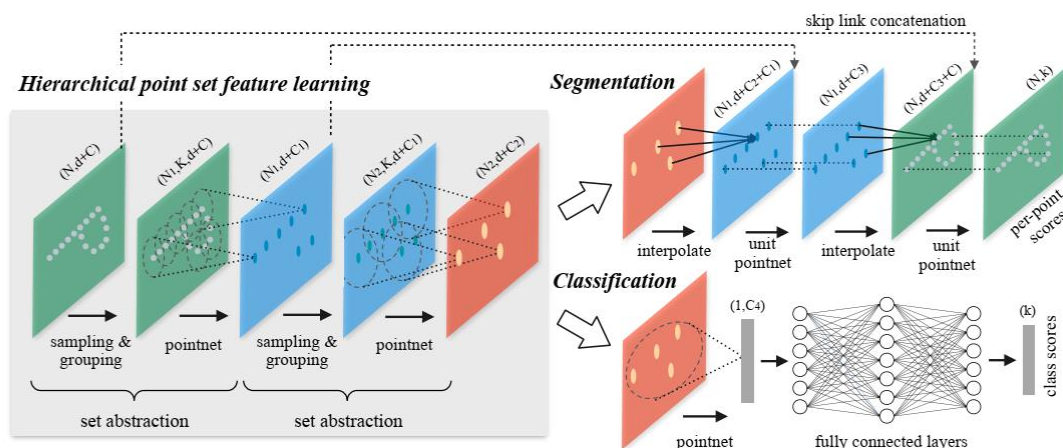 skip link concatenation
Hierarchical point set feature learning
(N,d+C)
(N1,K,d+C)
(N1,d+C1)
(N2,K,d+C1)
(N2,d+C2)
sampling &
grouping
pointnet
sampling &
grouping
pointnet
set abstraction
set abstraction
Segmentation
(N1,d+C2+C1)
(N1,d+C3)
(N,d+C3+C)
(N,k)
interpolate
unit
pointnet
interpolate
unit
pointnet
per-point
scores
Classification
(1,C4)
(k)
class scores
pointnet
fully connected layers